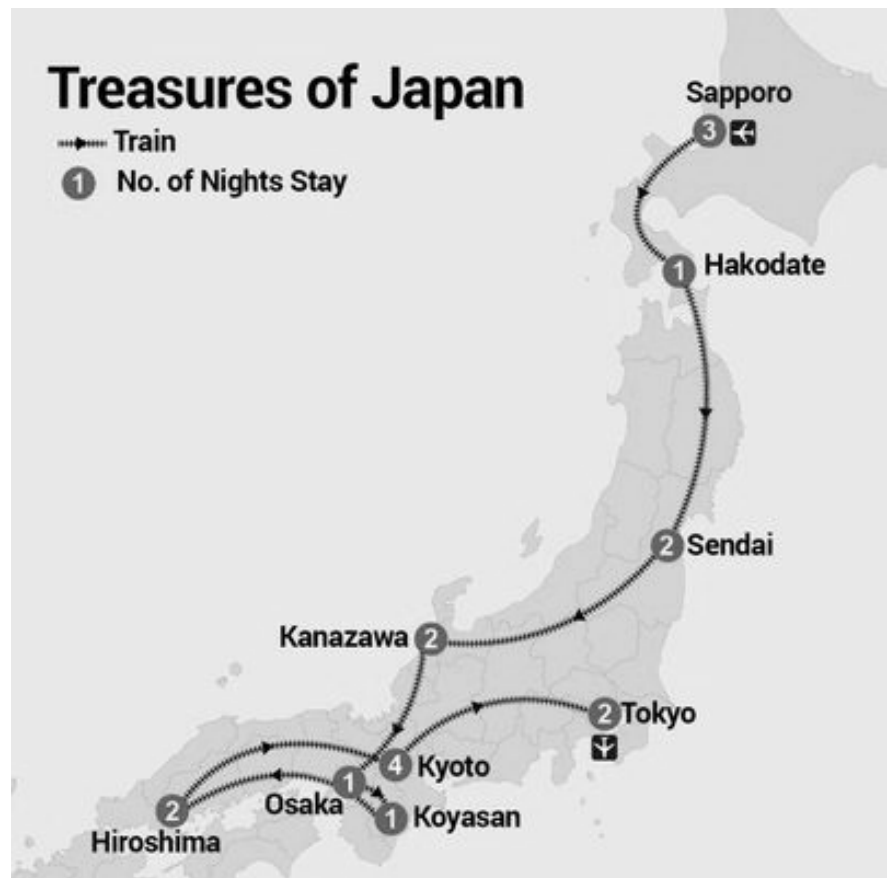 Treasures of Japan
Train
1 No. of Nights Stay
Sapporo
3
1 Hakodate
2 Sendai
Kanazawa 2
2 Tokyo
4 Kyoto
Osaka 1
2
Hiroshima
1 Koyasan